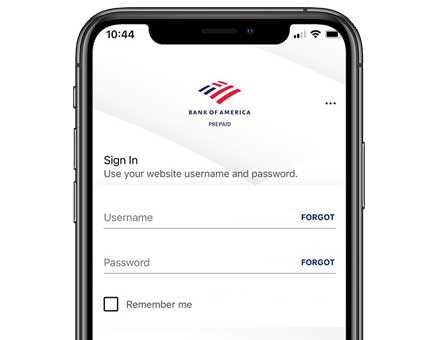 10:44
BANK OF AMERICA
PREPAID
Sign In
Use your website username and password.
Username FORGOT
Password FORGOT
Remember me